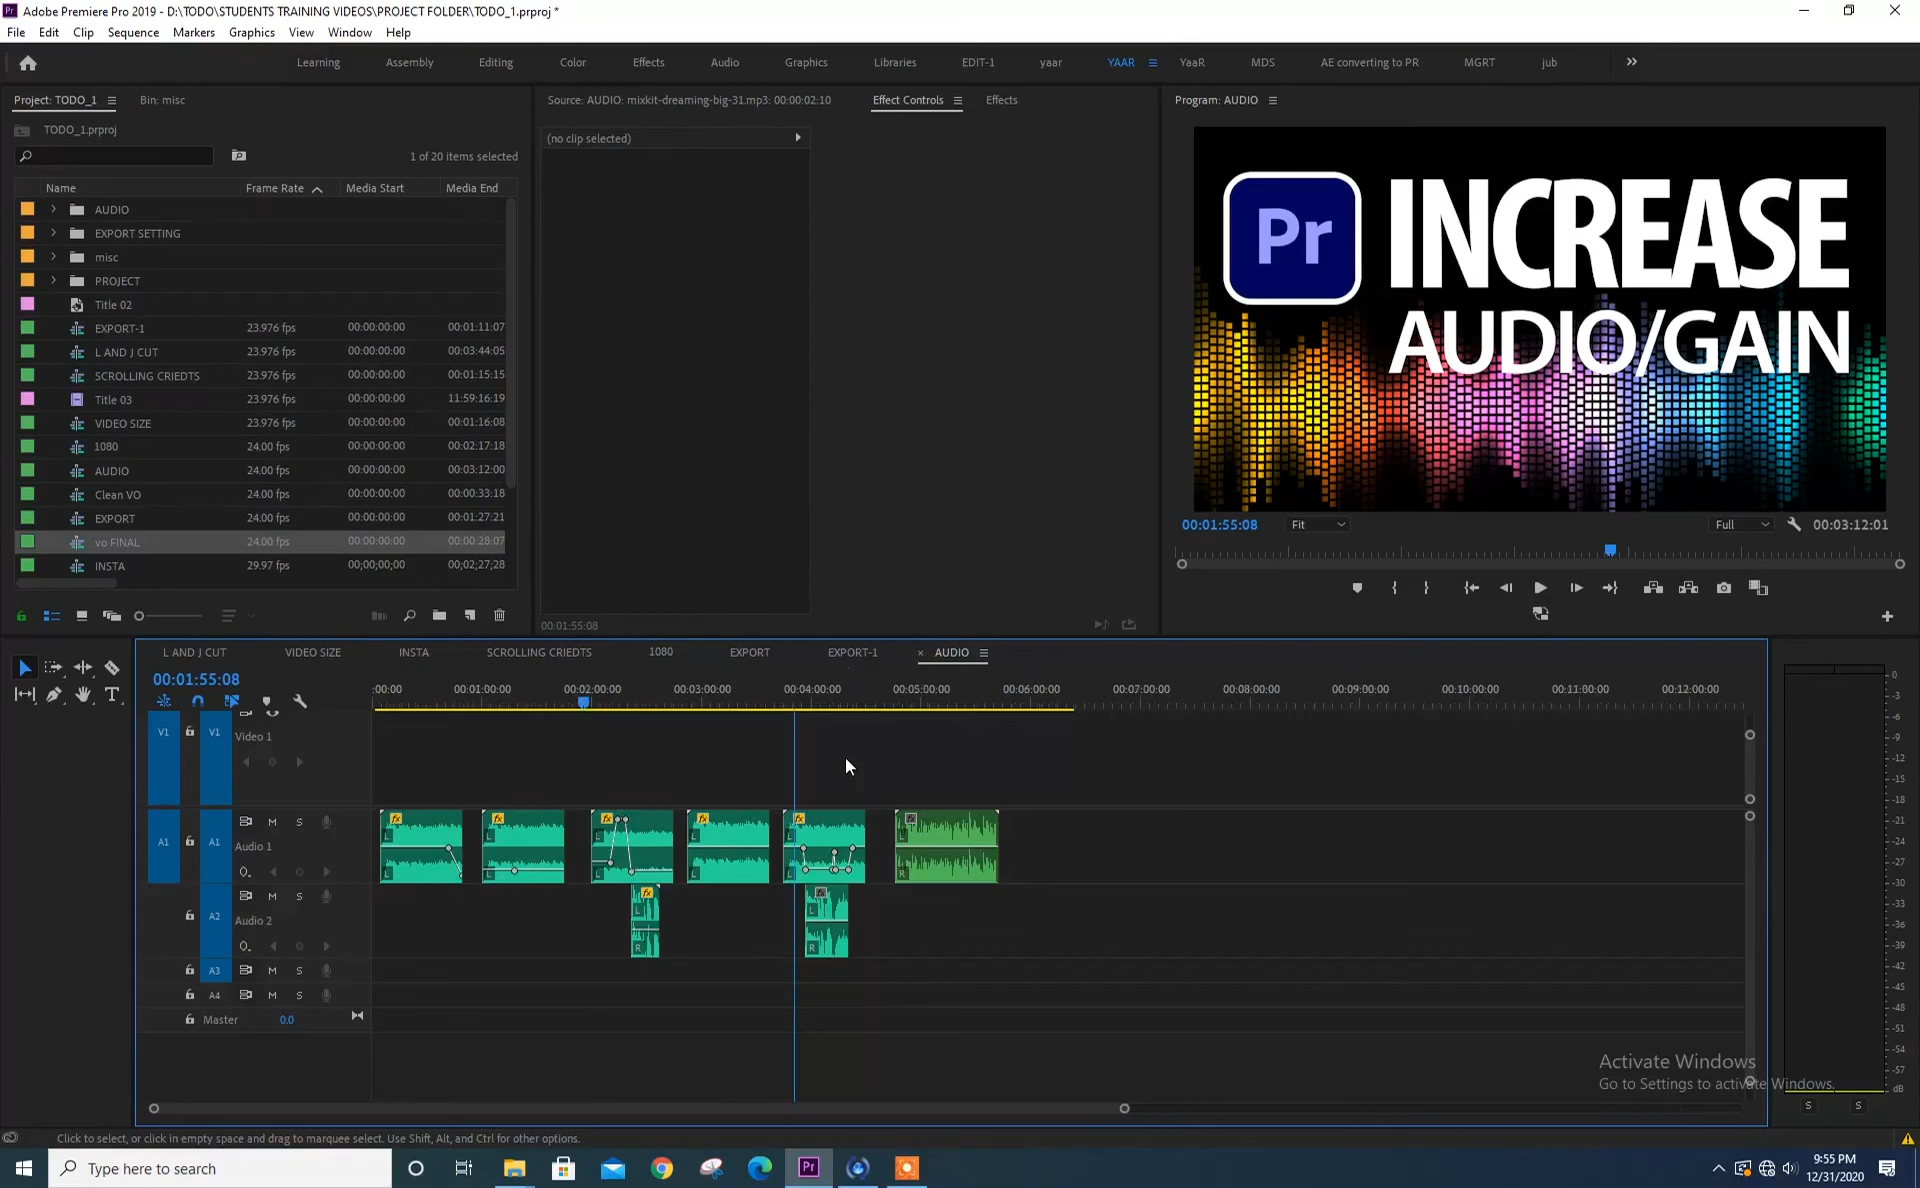 Adobe Premiere Pro 2019 - D:\TODO\STUDENTS TRAINING VIDEOS\PROJECT FOLDER\TODO_1.prproj *
File Edit Clip Sequence Markers Graphics View Window Help
Learning Assembly Editing Color Effects Audio Graphics Libraries EDIT-1 yaar YAAR YaaR MDS AE converting to PR MGRT jub
Project: TODO_1 Bin: misc
Source: AUDIO: mixkit-dreaming-big-31.mp3: 00:00:02:10 Effect Controls Effects
Program: AUDIO
TODO_1.prproj
(no clip selected)
1 of 20 items selected
Name Frame Rate Media Start Media End
AUDIO
EXPORT SETTING
misc
PROJECT
Title 02
EXPORT-1 23.976 fps 00:00:00:00 00:01:11:07
L AND J CUT 23.976 fps 00:00:00:00 00:03:44:05
SCROLLING CRIEDTS 23.976 fps 00:00:00:00 00:01:15:15
Title 03 23.976 fps 00:00:00:00 11:59:16:19
VIDEO SIZE 23.976 fps 00:00:00:00 00:01:16:08
1080 24.00 fps 00:00:00:00 00:02:17:18
AUDIO 24.00 fps 00:00:00:00 00:03:12:00
Clean VO 24.00 fps 00:00:00:00 00:00:33:18
EXPORT 24.00 fps 00:00:00:00 00:01:27:21
vo FINAL 24.00 fps 00:00:00:00 00:00:28:07
INSTA 29.97 fps 00;00;00;00 00;02;27;28
00:01:55:08
Pr INCREASE
AUDIO/GAIN
00:01:55:08 Fit Full 00:03:12:01
L AND J CUT VIDEO SIZE INSTA SCROLLING CRIEDTS 1080 EXPORT EXPORT-1 × AUDIO
00:01:55:08
:00:00 00:01:00:00 00:02:00:00 00:03:00:00 00:04:00:00 00:05:00:00 00:06:00:00 00:07:00:00 00:08:00:00 00:09:00:00 00:10:00:00 00:11:00:00 00:12:00:00
V1 V1 Video 1
A1 A1 M S
Audio 1
fx fx fx fx fx fx
L L L L L L
L L L L L R
A2 M S
Audio 2
fx fx
L L
R R
A3 M S
A4 M S
Master 0.0
0
-3
-6
-9
-12
-15
-18
-21
-24
-27
-30
-33
-36
-39
-42
-45
-48
-51
-54
-57
dB
S S
Activate Windows
Go to Settings to activate Windows.
Click to select, or click in empty space and drag to marquee select. Use Shift, Alt, and Ctrl for other options.
Type here to search
Pr
9:55 PM
12/31/2020